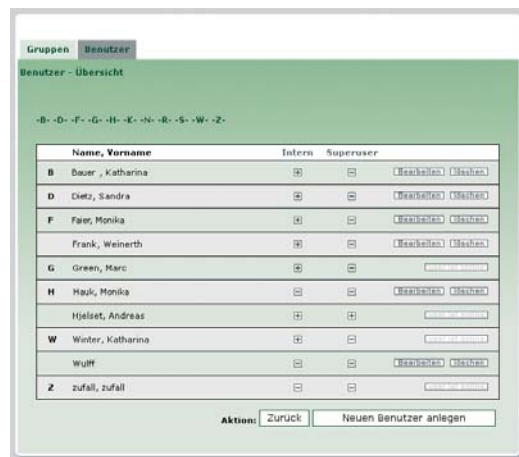 Gruppen Benutzer
Benutzer - Übersicht
-B- -D- -F- -G- -H- -K- -N- -R- -S- -W- -Z-
Name, Vorname Intern Superuser
B Bauer , Katharina Bearbeiten löschen
D Dietz, Sandra Bearbeiten löschen
F Faier, Monika Bearbeiten löschen
Frank, Weinerth Bearbeiten löschen
G Green, Marc
H Hauk, Monika Bearbeiten löschen
Hjelset, Andreas
W Winter, Katharina
Wulff Bearbeiten löschen
Z zufall, zufall
Aktion: Zurück Neuen Benutzer anlegen